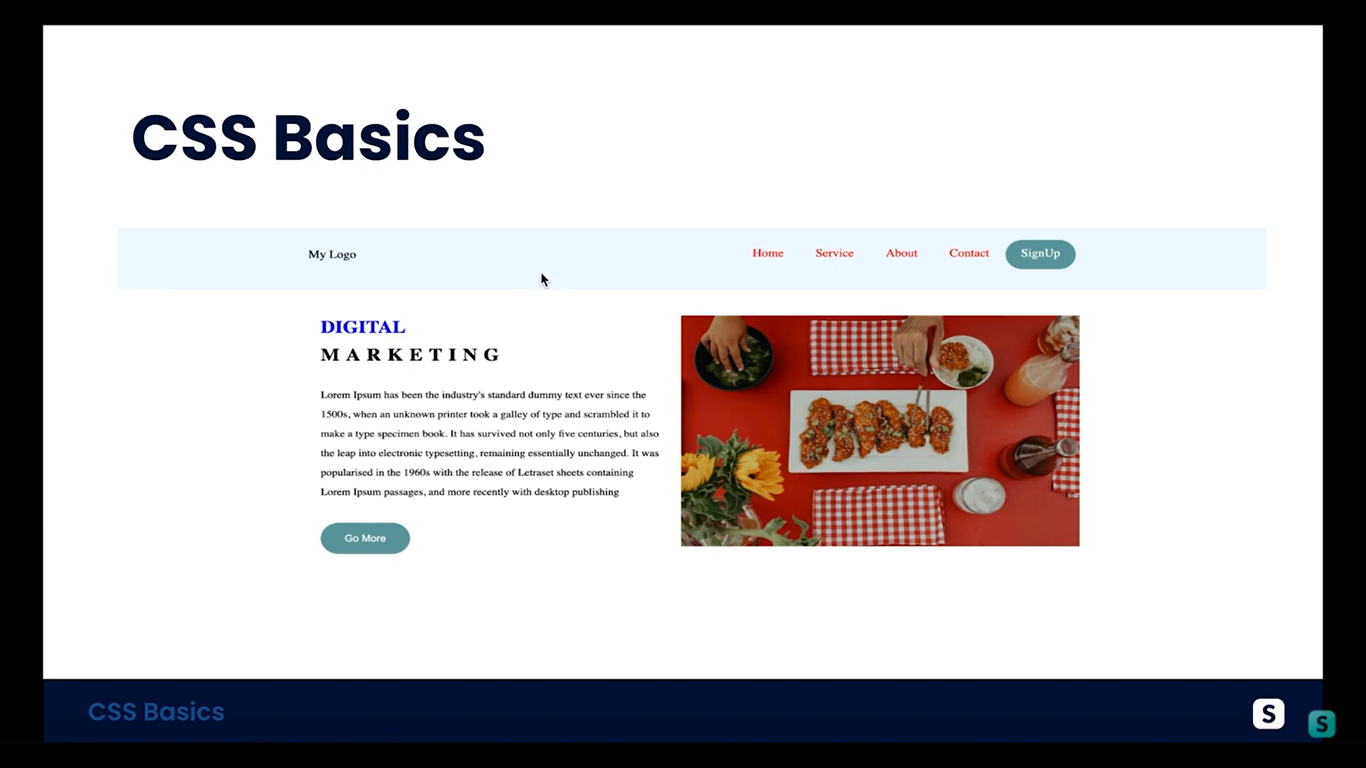 CSS Basics
My Logo
Home Service About Contact SignUp
DIGITAL
MARKETING
Lorem Ipsum has been the industry's standard dummy text ever since the
1500s, when an unknown printer took a galley of type and scrambled it to
make a type specimen book. It has survived not only five centuries, but also
the leap into electronic typesetting, remaining essentially unchanged. It was
popularised in the 1960s with the release of Letraset sheets containing
Lorem Ipsum passages, and more recently with desktop publishing
Go More
CSS Basics
S
S